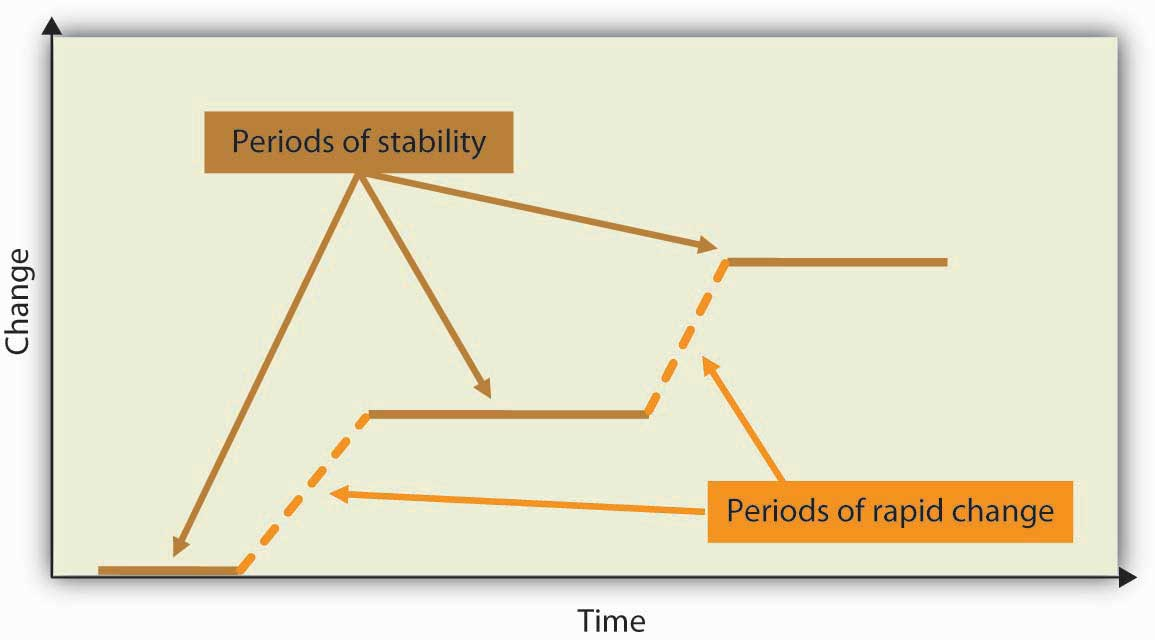 Periods of stability
Change
Periods of rapid change
Time